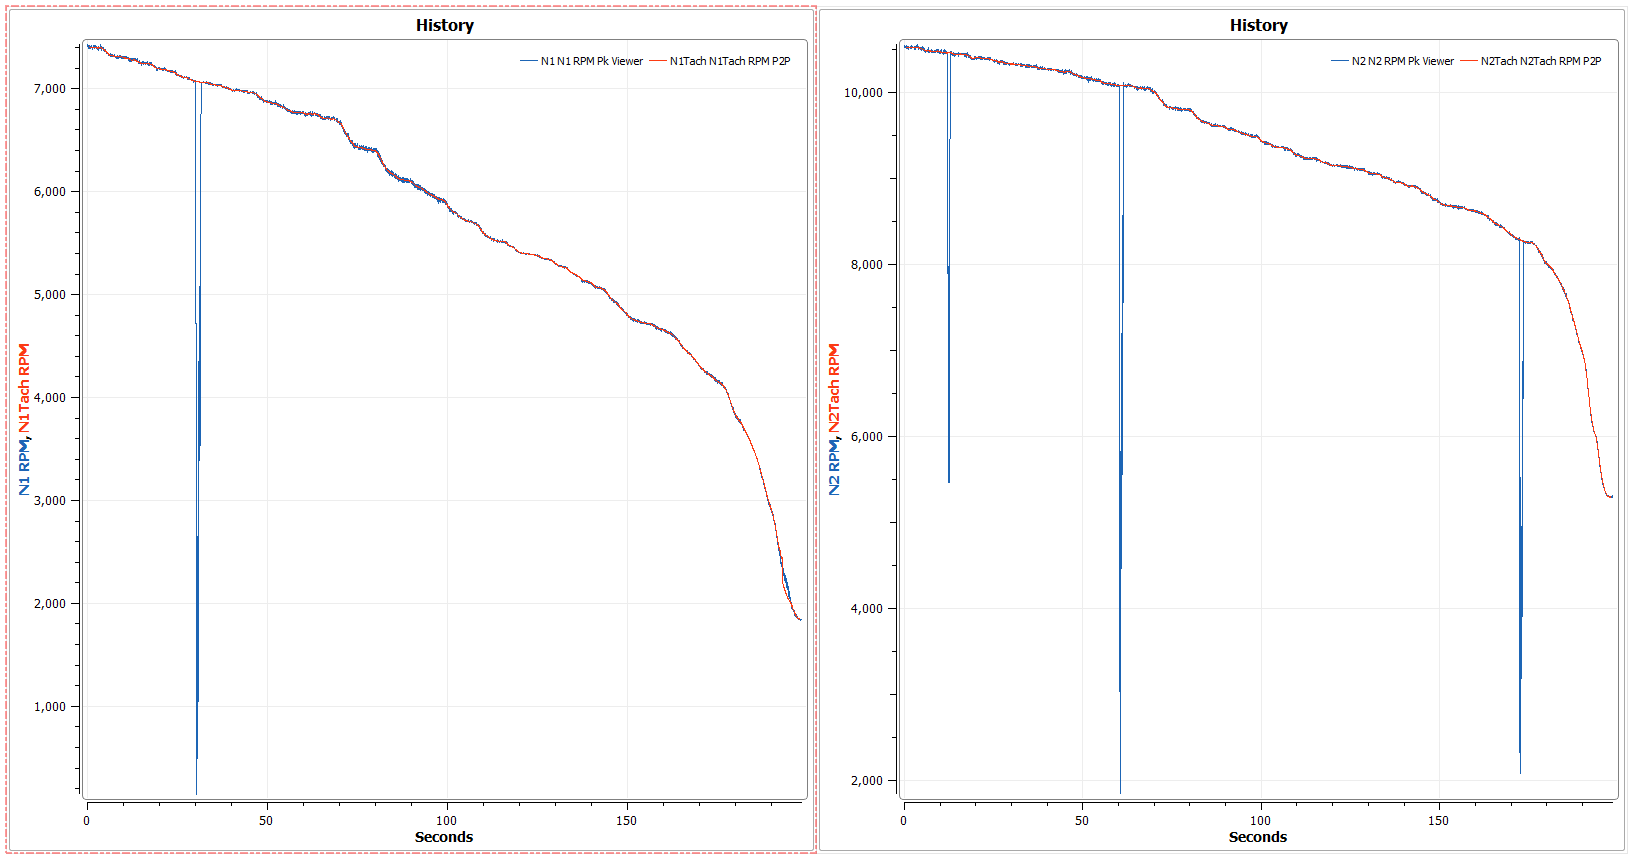 History
N1 N1 RPM Pk Viewer N1Tach N1Tach RPM P2P
7,000
6,000
5,000
4,000
3,000
2,000
1,000
N1 RPM, N1Tach RPM
0 50 100 150
Seconds
History
N2 N2 RPM Pk Viewer N2Tach N2Tach RPM P2P
10,000
8,000
6,000
4,000
2,000
N2 RPM, N2Tach RPM
0 50 100 150
Seconds